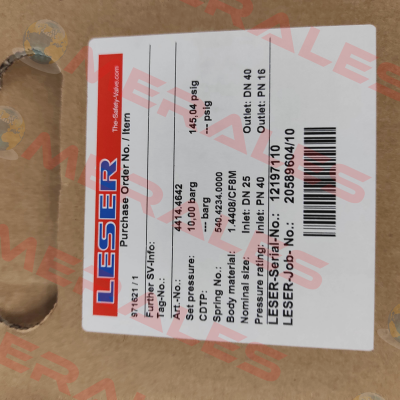 LESER
The-Safety-Valve.com
Purchase Order No. / Item
971621 / 1
Further SV-Info:
Tag-No.:
Art.-No.: 4414.4642
Set pressure: 10,00 barg 145,04 psig
CDTP: --- barg --- psig
Spring No.: 540.4234.0000
Body material: 1.4408/CF8M
Nominal size: Inlet: DN 25 Outlet: DN 40
Pressure rating: Inlet: PN 40 Outlet: PN 16
LESER-Serial-No.: 12197110
LESER-Job- No.: 20589604/10
MERALES